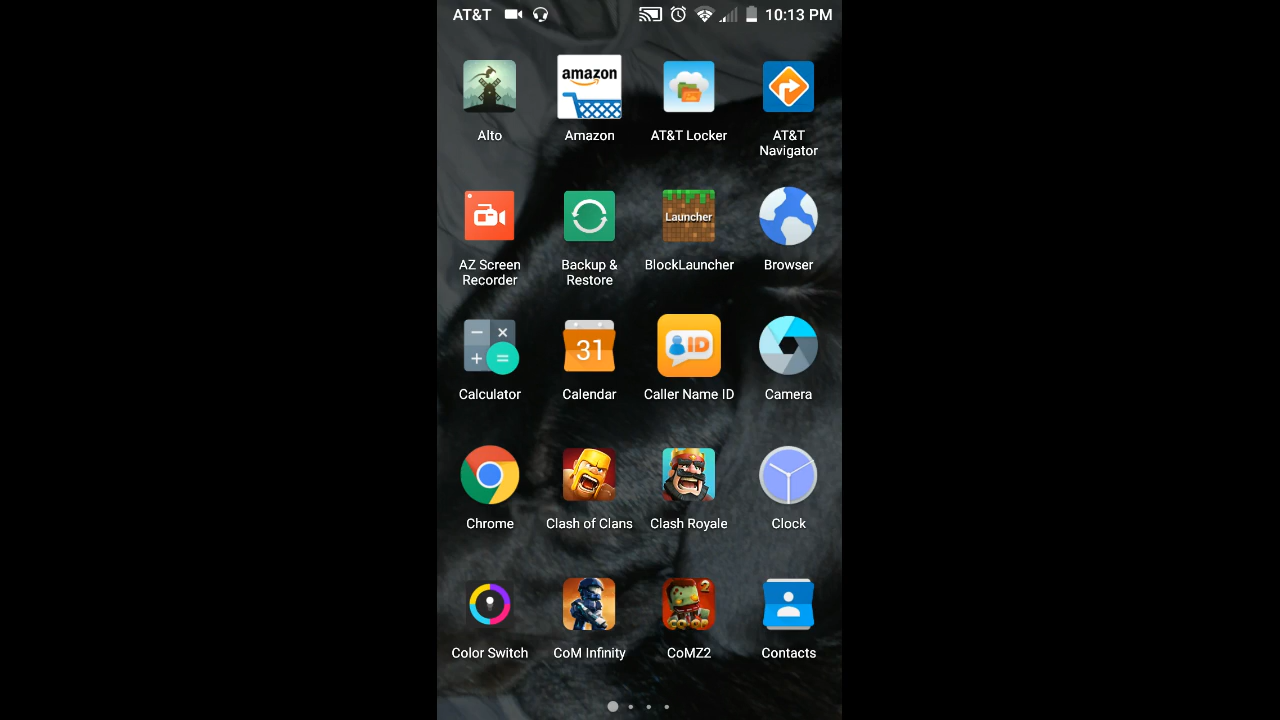 AT&T 10:13 PM
amazon
Alto Amazon AT&T Locker AT&T
Navigator
Launcher
AZ Screen Backup & BlockLauncher Browser
Recorder Restore
31 ID
Calculator Calendar Caller Name ID Camera
Chrome Clash of Clans Clash Royale Clock
2
Color Switch CoM Infinity CoMZ2 Contacts